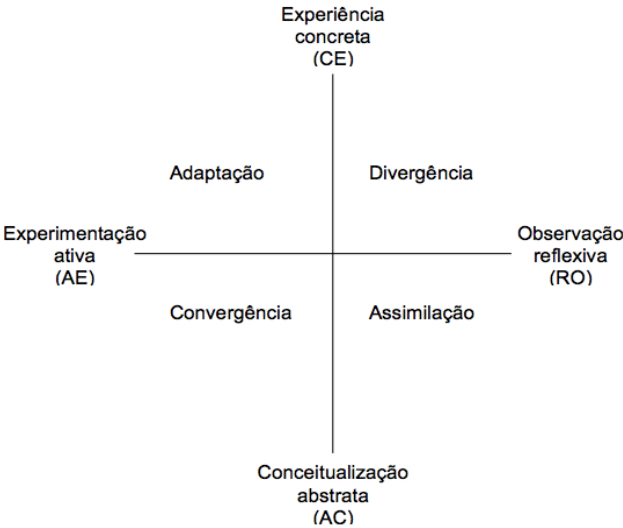 Experiência
concreta
(CE)
Adaptação
Divergência
Experimentação
ativa
(AE)
Observação
reflexiva
(RO)
Convergência
Assimilação
Conceitualização
abstrata
(AC)